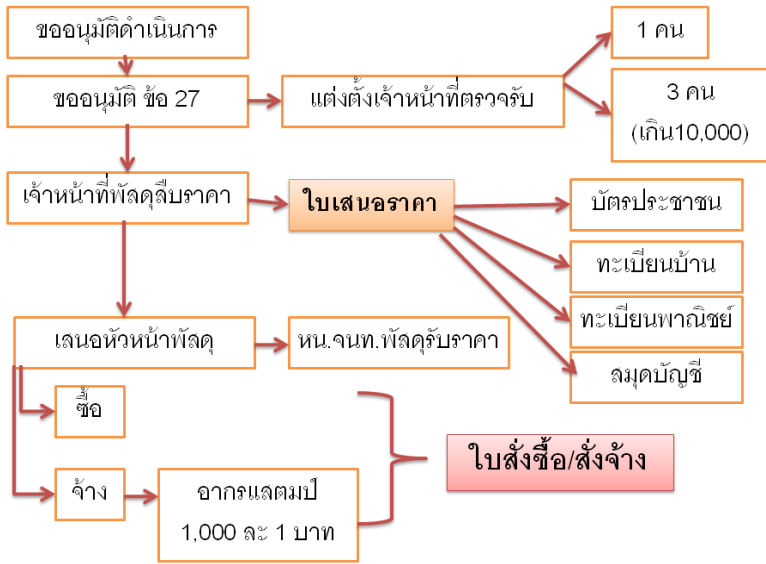 ขออนุมัติดำเนินการ
1 คน
ขออนุมัติ ข้อ 27
แต่งตั้งเจ้าหน้าที่ตรวจรับ
3 คน
(เกิน10,000)
เจ้าหน้าที่พัสดุสืบราคา
ใบเสนอราคา
บัตรประชาชน
ทะเบียนบ้าน
ทะเบียนพาณิชย์
สมุดบัญชี
เสนอหัวหน้าพัสดุ
หน.จนท.พัสดุรับราคา
ซื้อ
ใบสั่งซื้อ/สั่งจ้าง
จ้าง
อากรแสตมป์
1,000 ละ 1 บาท